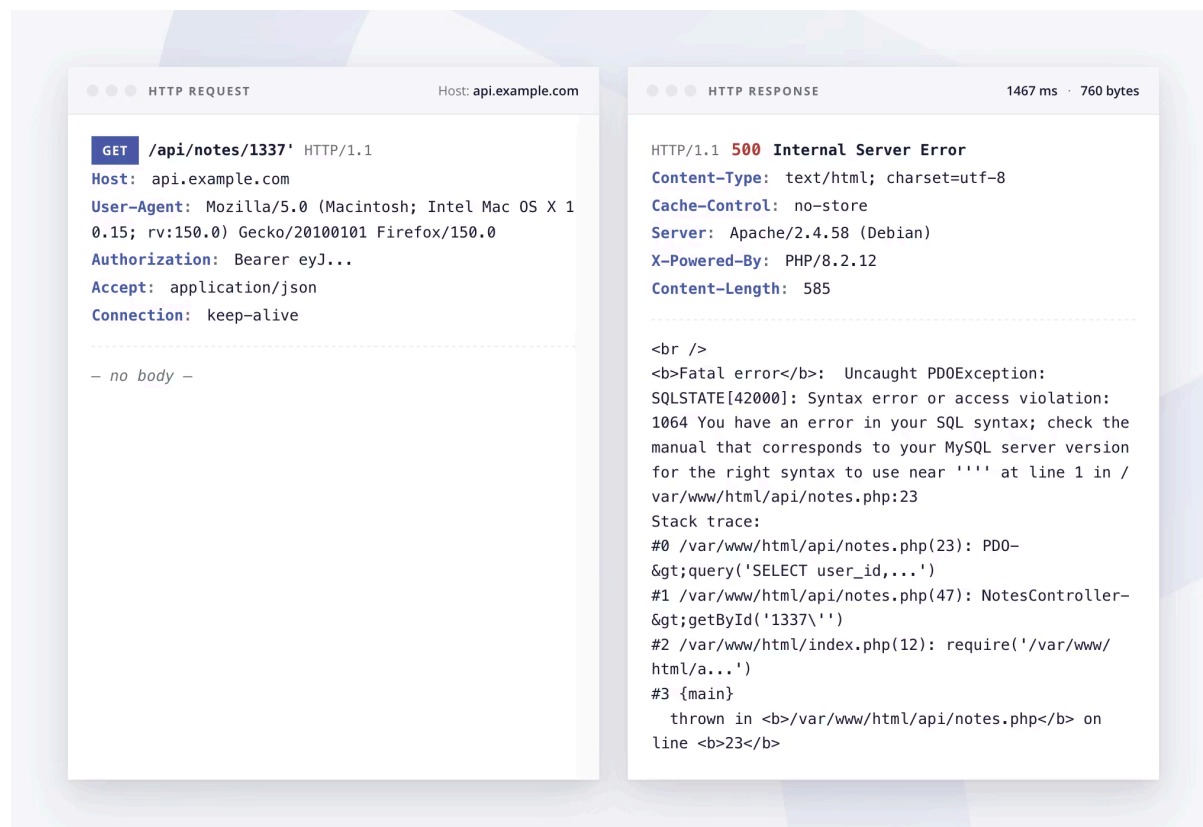 HTTP REQUEST
Host: api.example.com
GET /api/notes/1337' HTTP/1.1
Host: api.example.com
User-Agent: Mozilla/5.0 (Macintosh; Intel Mac OS X 1
0.15; rv:150.0) Gecko/20100101 Firefox/150.0
Authorization: Bearer eyJ...
Accept: application/json
Connection: keep-alive
— no body —
HTTP RESPONSE
1467 ms · 760 bytes
HTTP/1.1 500 Internal Server Error
Content-Type: text/html; charset=utf-8
Cache-Control: no-store
Server: Apache/2.4.58 (Debian)
X-Powered-By: PHP/8.2.12
Content-Length: 585
<br />
<b>Fatal error</b>:  Uncaught PDOException:
SQLSTATE[42000]: Syntax error or access violation:
1064 You have an error in your SQL syntax; check the
manual that corresponds to your MySQL server version
for the right syntax to use near '''' at line 1 in /
var/www/html/api/notes.php:23
Stack trace:
#0 /var/www/html/api/notes.php(23): PDO-
&gt;query('SELECT user_id,...')
#1 /var/www/html/api/notes.php(47): NotesController-
&gt;getById('1337\'')
#2 /var/www/html/index.php(12): require('/var/www/
html/a...')
#3 {main}
  thrown in <b>/var/www/html/api/notes.php</b> on
line <b>23</b>